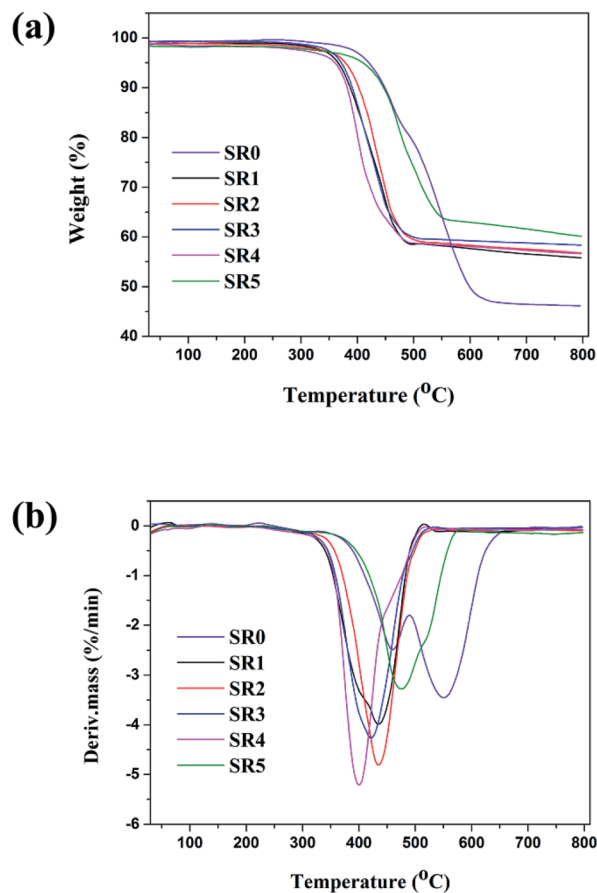 (a)
100
90
80
70
60
50
40
Weight (%)
SR0
SR1
SR2
SR3
SR4
SR5
100 200 300 400 500 600 700 800
Temperature (⁰C)
(b)
0
-1
-2
-3
-4
-5
-6
Deriv.mass (%/min)
SR0
SR1
SR2
SR3
SR4
SR5
100 200 300 400 500 600 700 800
Temperature (⁰C)